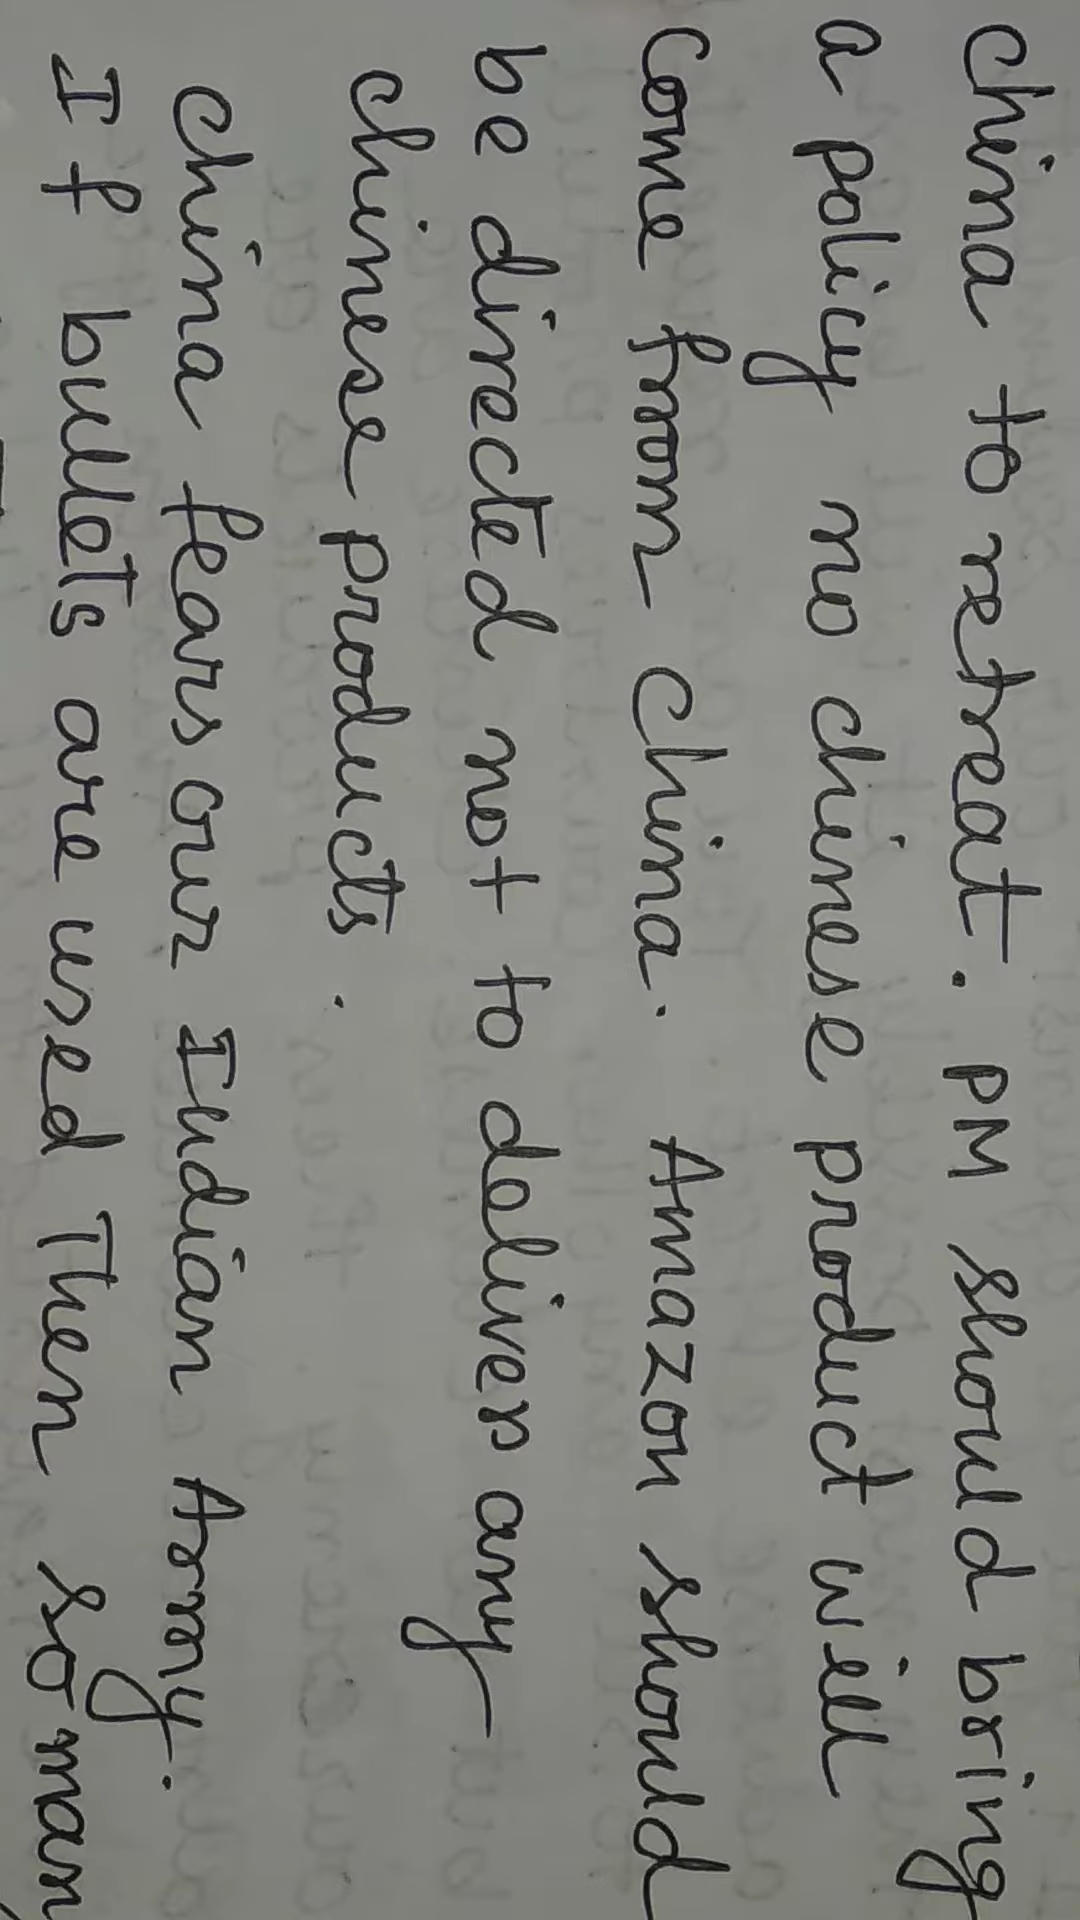 China to retreat. PM should bring
a policy no chinese product will
come from China. Amazon should
be directed not to deliver any
chinese products.
China fears our Indian Army.
If bullets are used Then so man